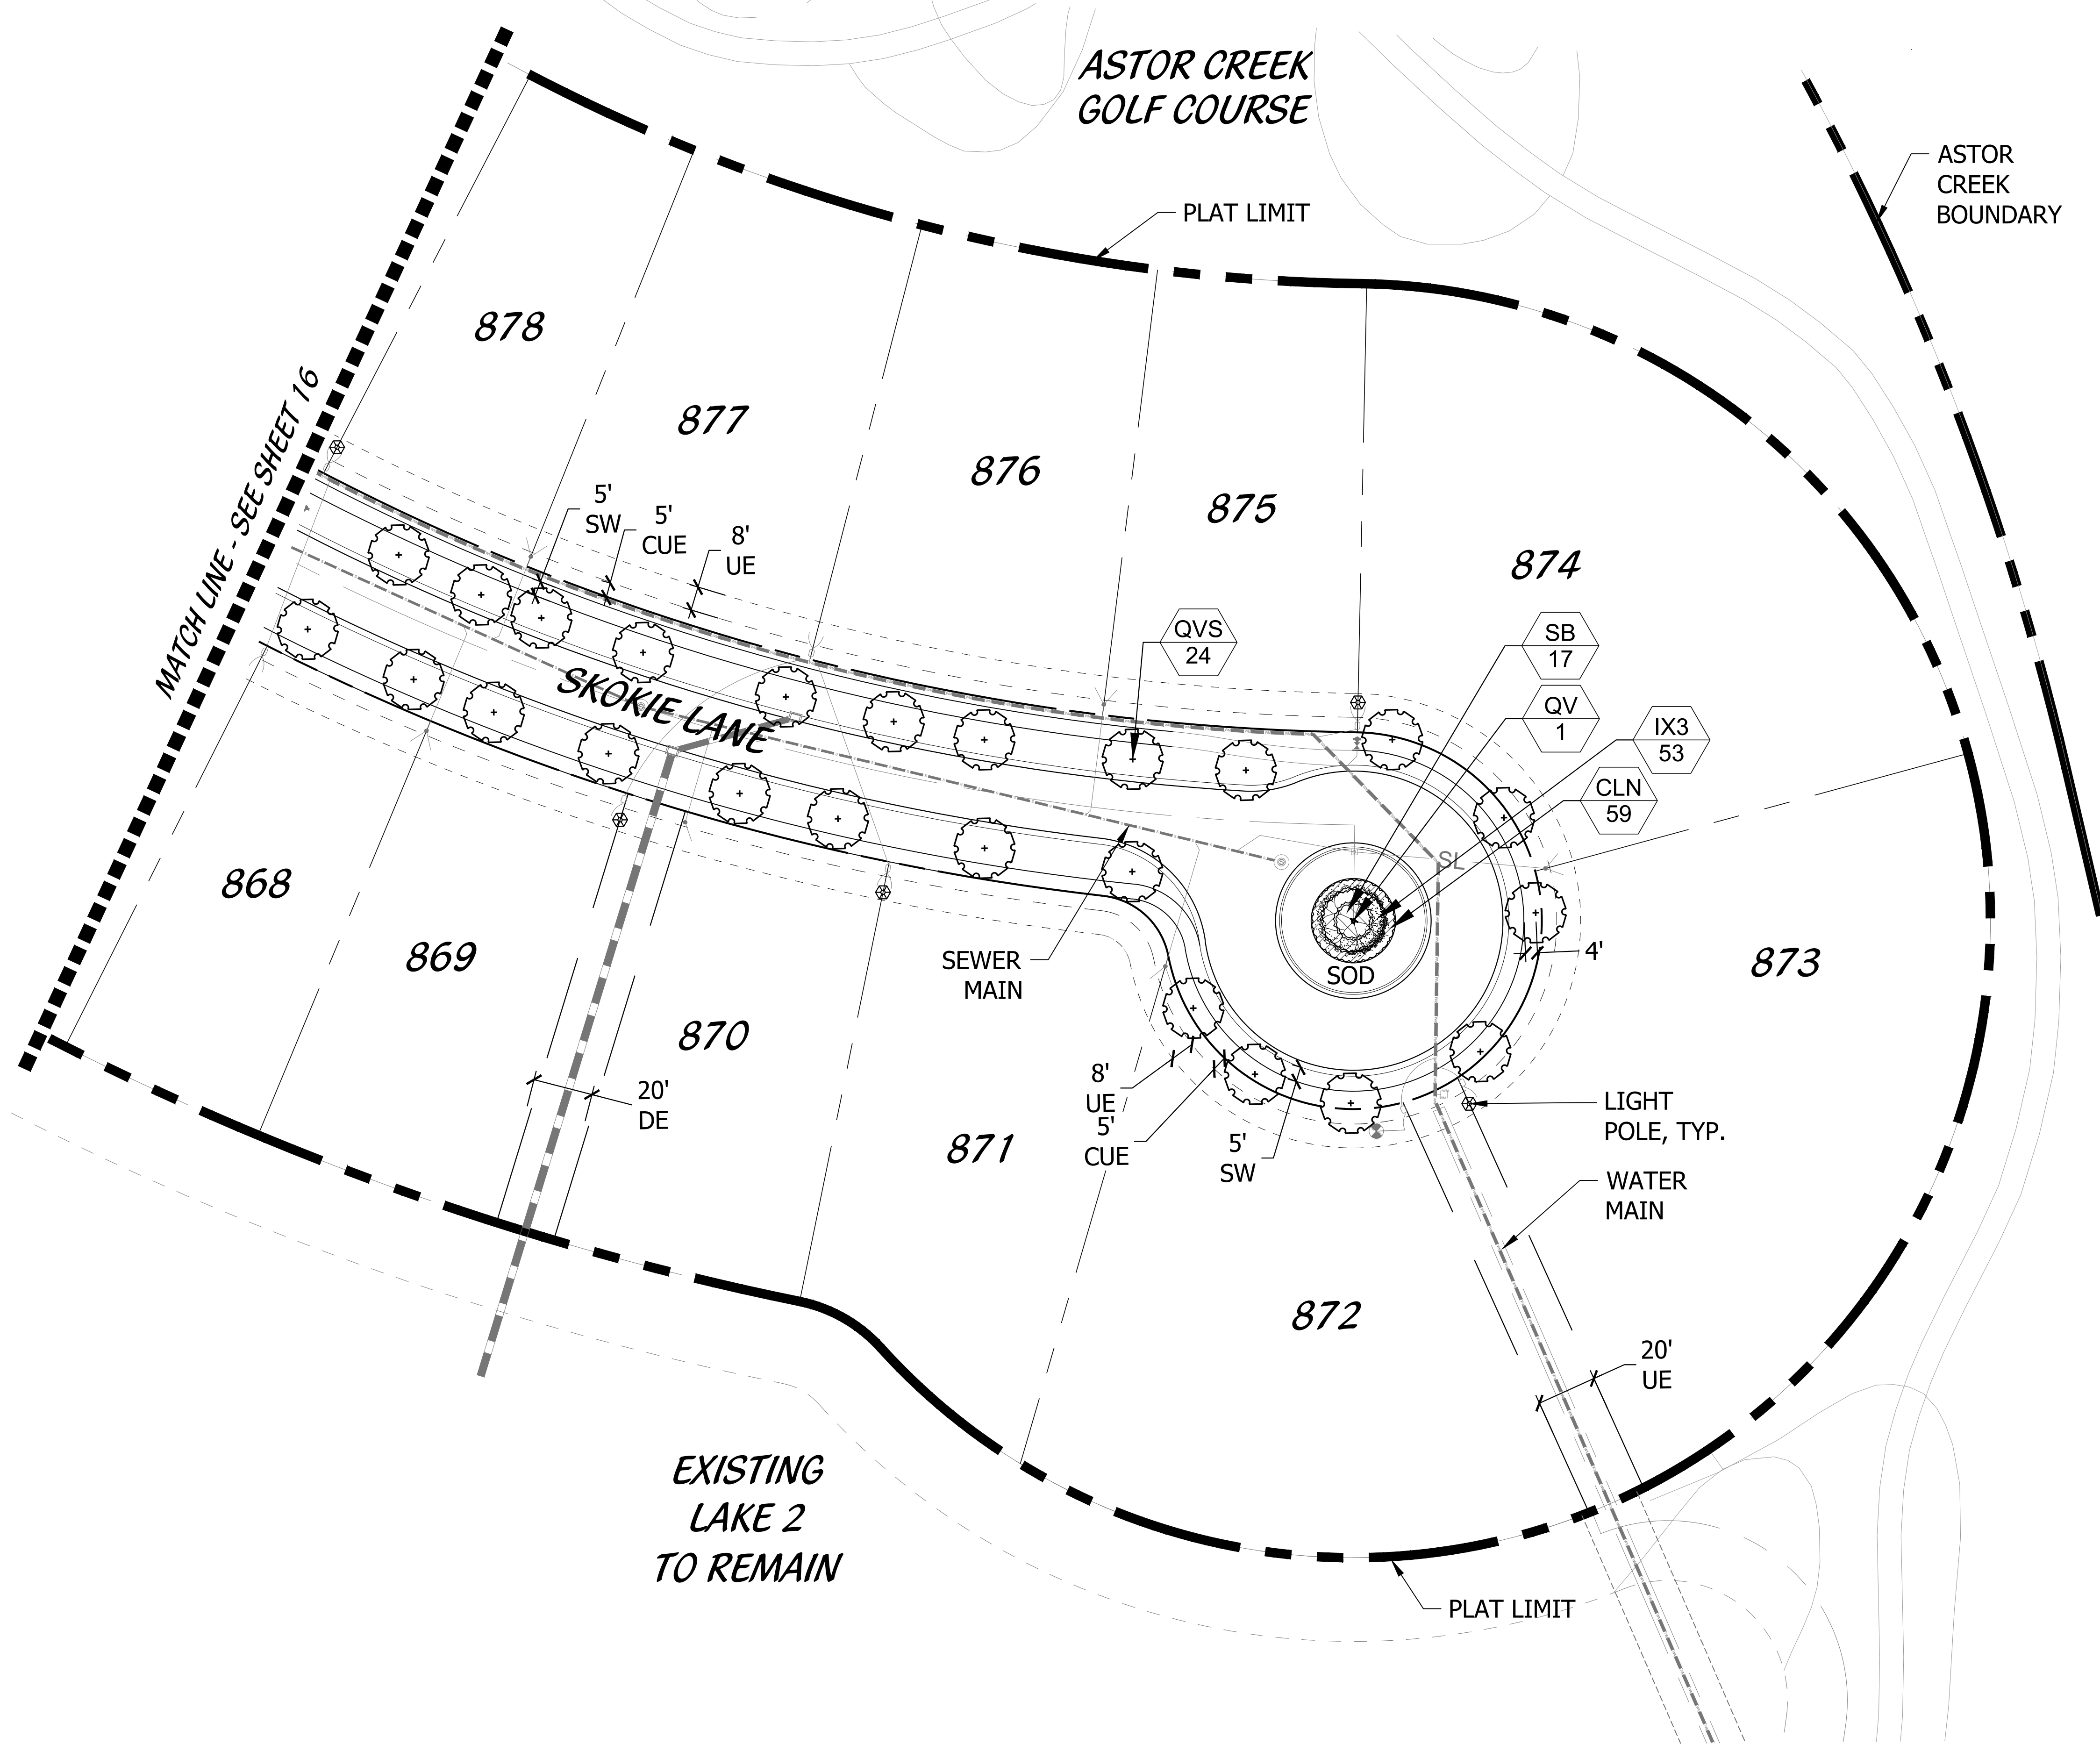 ASTOR CREEK
GOLF COURSE
ASTOR
CREEK
BOUNDARY
PLAT LIMIT
878
877
876
875
874
MATCH LINE - SEE SHEET 16
5'
SW
5'
CUE
8'
UE
QVS
24
SB
17
QV
1
IX3
53
CLN
59
SKOKIE LANE
SL
868
869
870
871
872
873
SEWER
MAIN
SOD
4'
20'
DE
8'
UE
5'
CUE
5'
SW
LIGHT
POLE, TYP.
WATER
MAIN
20'
UE
EXISTING
LAKE 2
TO REMAIN
PLAT LIMIT